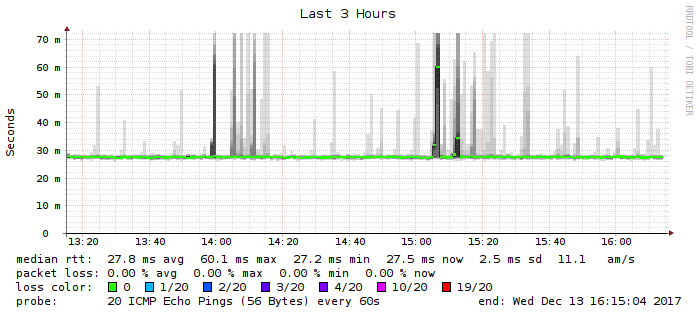 Last 3 Hours
RRDTOOL / TOBI OETIKER
Seconds
70 m
60 m
50 m
40 m
30 m
20 m
10 m
0
13:20 13:40 14:00 14:20 14:40 15:00 15:20 15:40 16:00
median rtt: 27.8 ms avg 60.1 ms max 27.2 ms min 27.5 ms now 2.5 ms sd 11.1 am/s
packet loss: 0.00 % avg 0.00 % max 0.00 % min 0.00 % now
loss color: 0 1/20 2/20 3/20 4/20 10/20 19/20
probe: 20 ICMP Echo Pings (56 Bytes) every 60s end: Wed Dec 13 16:15:04 2017